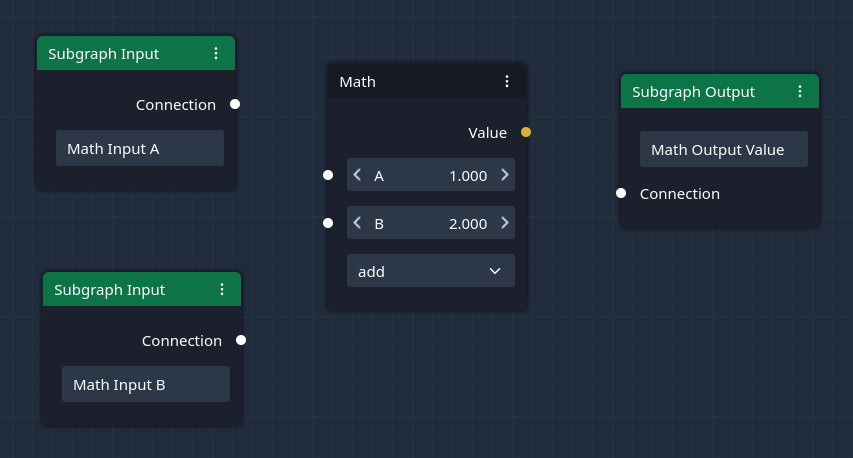 Subgraph Input
Connection
Math Input A
Subgraph Input
Connection
Math Input B
Math
Value
A 1.000
B 2.000
add
Subgraph Output
Math Output Value
Connection